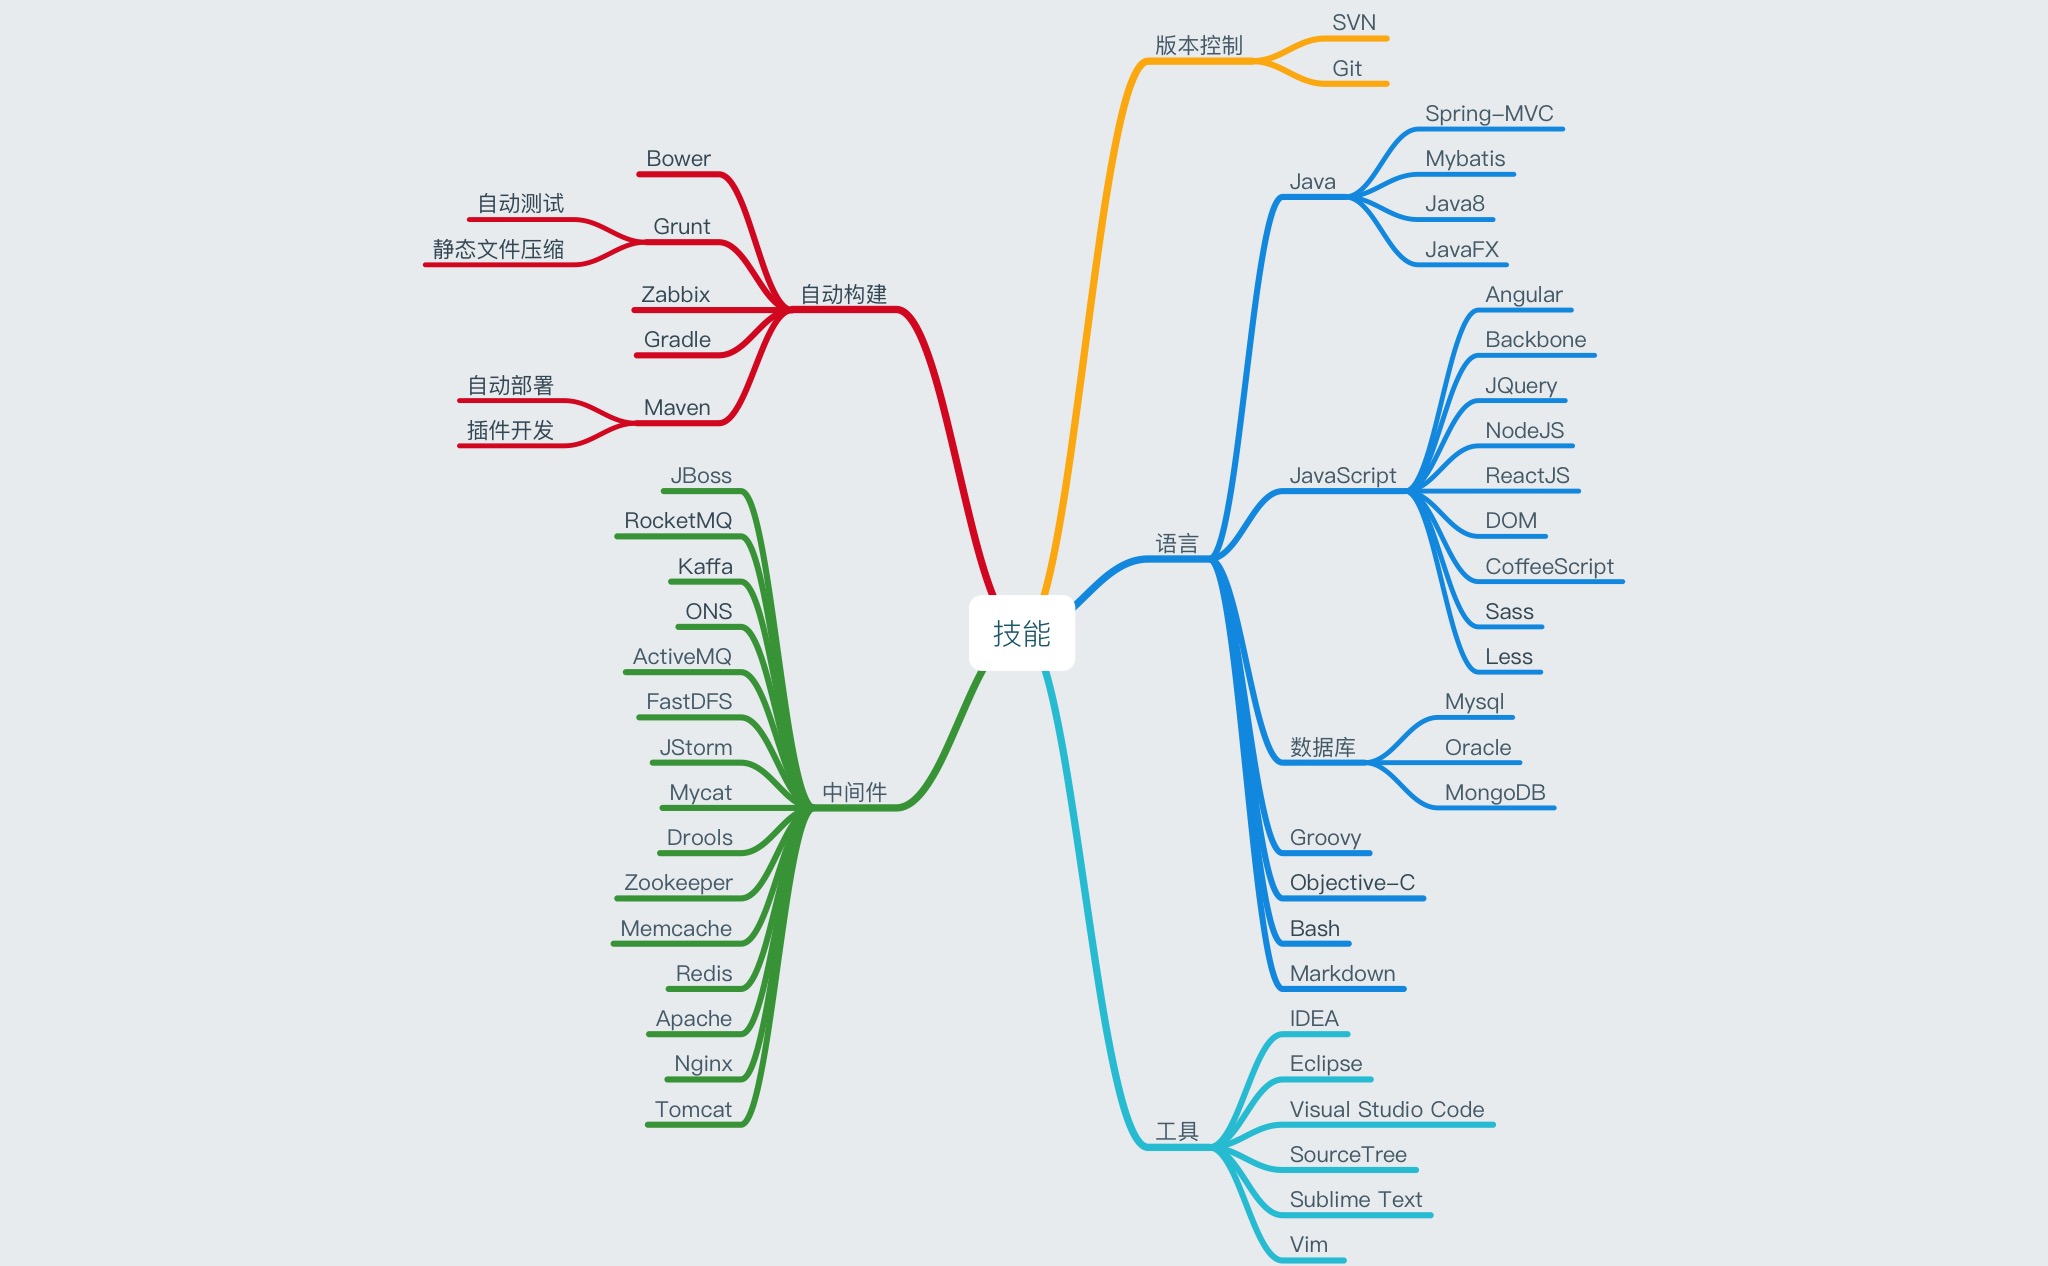 技能
版本控制
SVN
Git
语言
Java
Spring-MVC
Mybatis
Java8
JavaFX
JavaScript
Angular
Backbone
JQuery
NodeJS
ReactJS
DOM
CoffeeScript
Sass
Less
数据库
Mysql
Oracle
MongoDB
Groovy
Objective-C
Bash
Markdown
工具
IDEA
Eclipse
Visual Studio Code
SourceTree
Sublime Text
Vim
自动构建
Bower
Grunt
自动测试
静态文件压缩
Zabbix
Gradle
Maven
自动部署
插件开发
中间件
JBoss
RocketMQ
Kaffa
ONS
ActiveMQ
FastDFS
JStorm
Mycat
Drools
Zookeeper
Memcache
Redis
Apache
Nginx
Tomcat